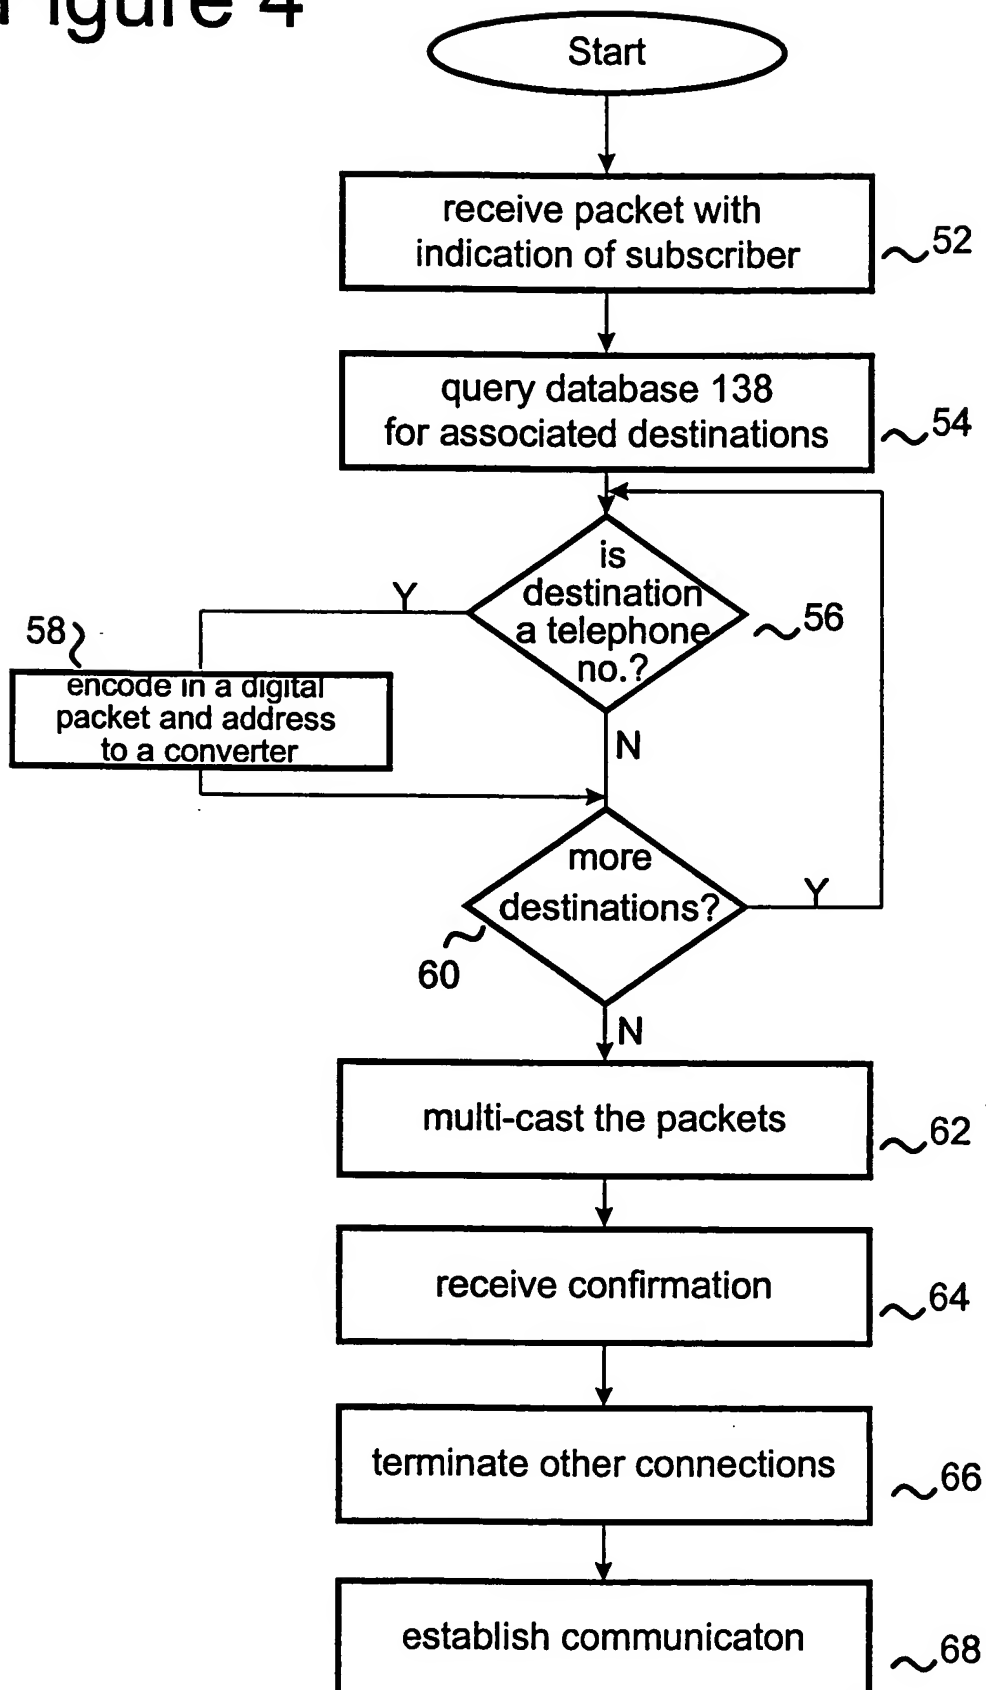 Figure 4
Start
receive packet with
indication of subscriber
52
query database 138
for associated destinations
54
is
destination
a telephone
no.?
Y
56
58
encode in a digital
packet and address
to a converter
N
more
destinations?
Y
60
N
multi-cast the packets
62
receive confirmation
64
terminate other connections
66
establish communicaton
68